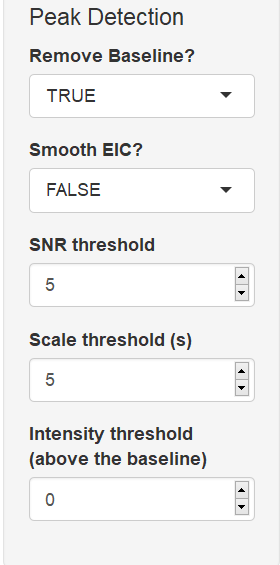 Peak Detection
Remove Baseline?
TRUE
Smooth EIC?
FALSE
SNR threshold
5
Scale threshold (s)
5
Intensity threshold
(above the baseline)
0